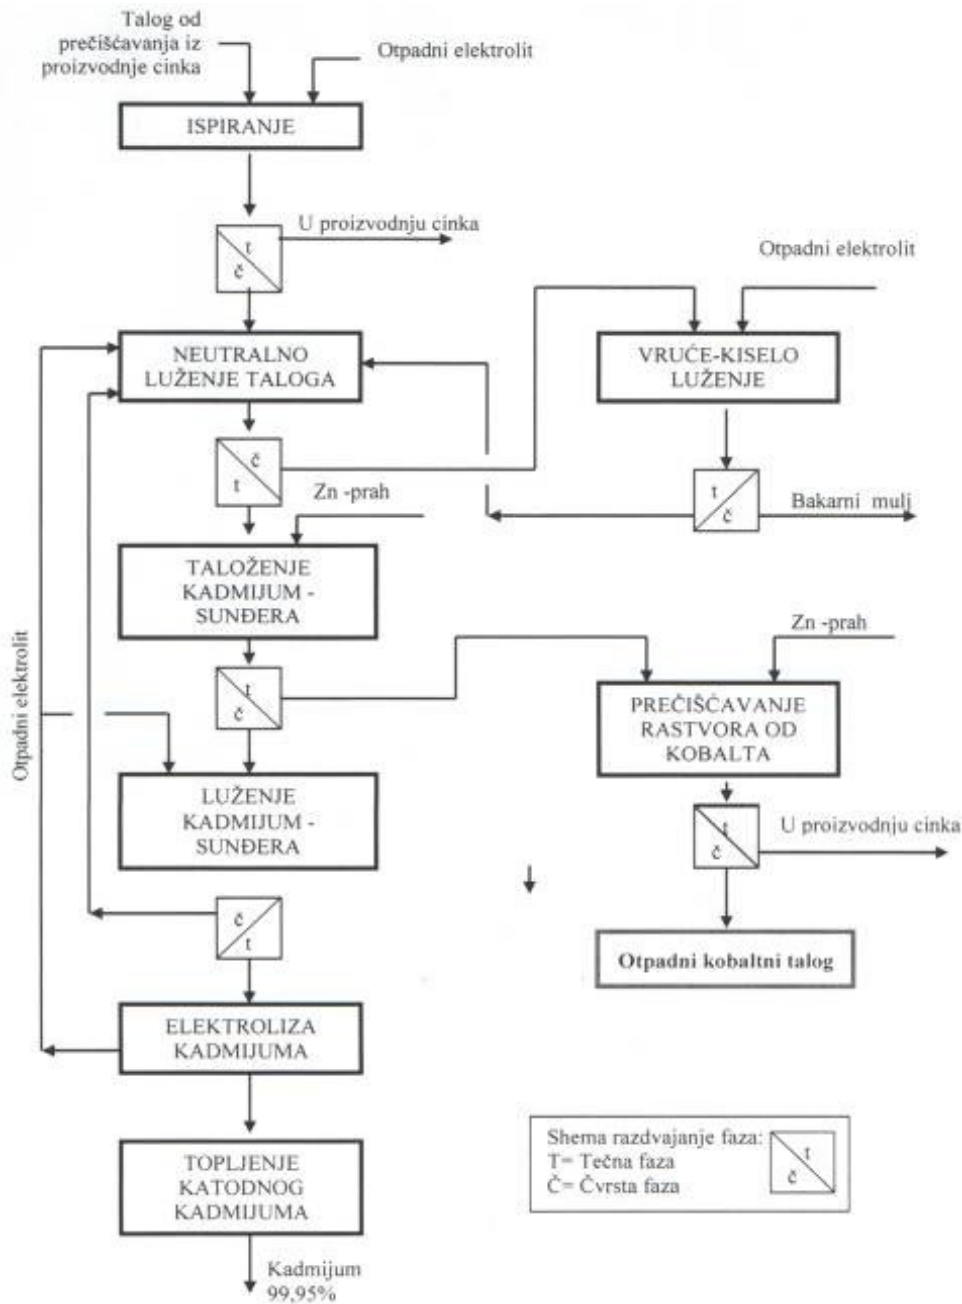 Talog od
prečišćavanja iz
proizvodnje cinka
Otpadni elektrolit
ISPIRANJE
U proizvodnju cinka
t
č
Otpadni elektrolit
NEUTRALNO
LUŽENJE TALOGA
VRUĆE-KISELO
LUŽENJE
č
t
Zn -prah
t
č
Bakarni mulj
TALOŽENJE
KADMIJUM -
SUNĐERA
Zn -prah
t
č
PREČIŠĆAVANJE
RASTVORA OD
KOBALTA
Otpadni elektrolit
LUŽENJE
KADMIJUM -
SUNĐERA
t
č
U proizvodnju cinka
č
t
Otpadni kobaltni talog
ELEKTROLIZA
KADMIJUMA
TOPLJENJE
KATODNOG
KADMIJUMA
Shema razdvajanje faza:
T= Tečna faza
Č= Čvrsta faza
t
č
Kadmijum
99,95%